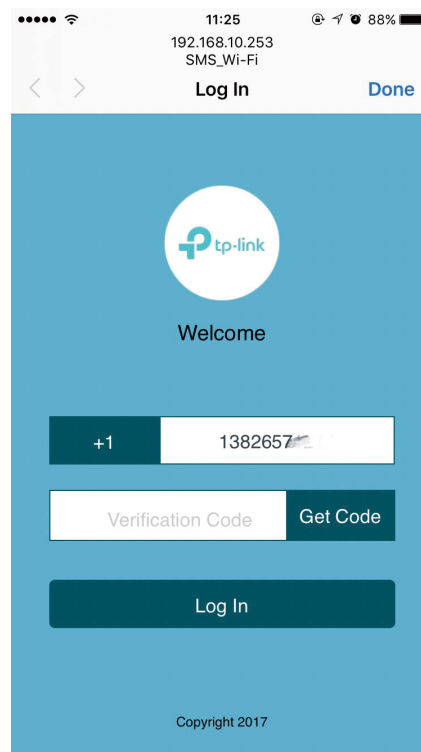 11:25
88%
192.168.10.253
SMS_Wi-Fi
Log In
Done
tp-link
Welcome
+1
Verification Code
Get Code
Log In
Copyright 2017